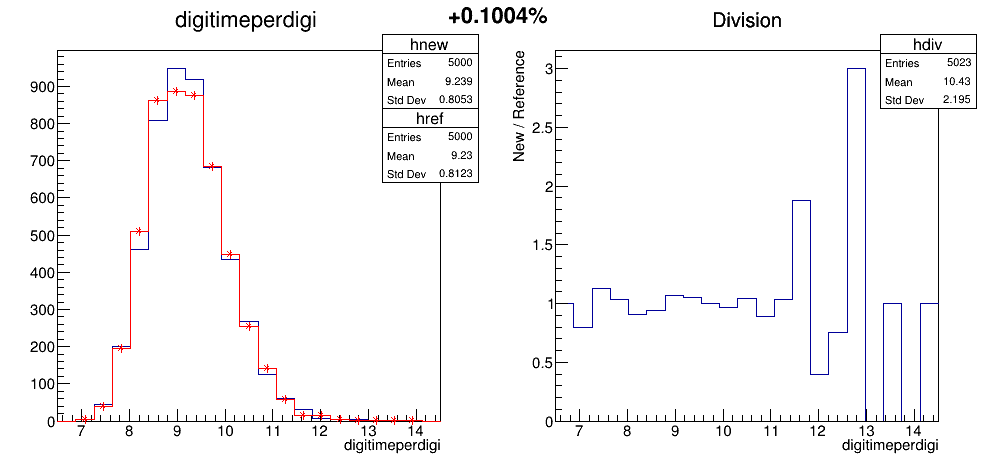 +0.1004%
digitimeperdigi
hnew
Entries 5000
Mean 9.239
Std Dev 0.8053
href
Entries 5000
Mean 9.23
Std Dev 0.8123
900
800
700
600
500
400
300
200
100
0
7 8 9 10 11 12 13 14
digitimeperdigi
Division
hdiv
Entries 5023
Mean 10.43
Std Dev 2.195
New / Reference
3
2.5
2
1.5
1
0.5
0
7 8 9 10 11 12 13 14
digitimeperdigi